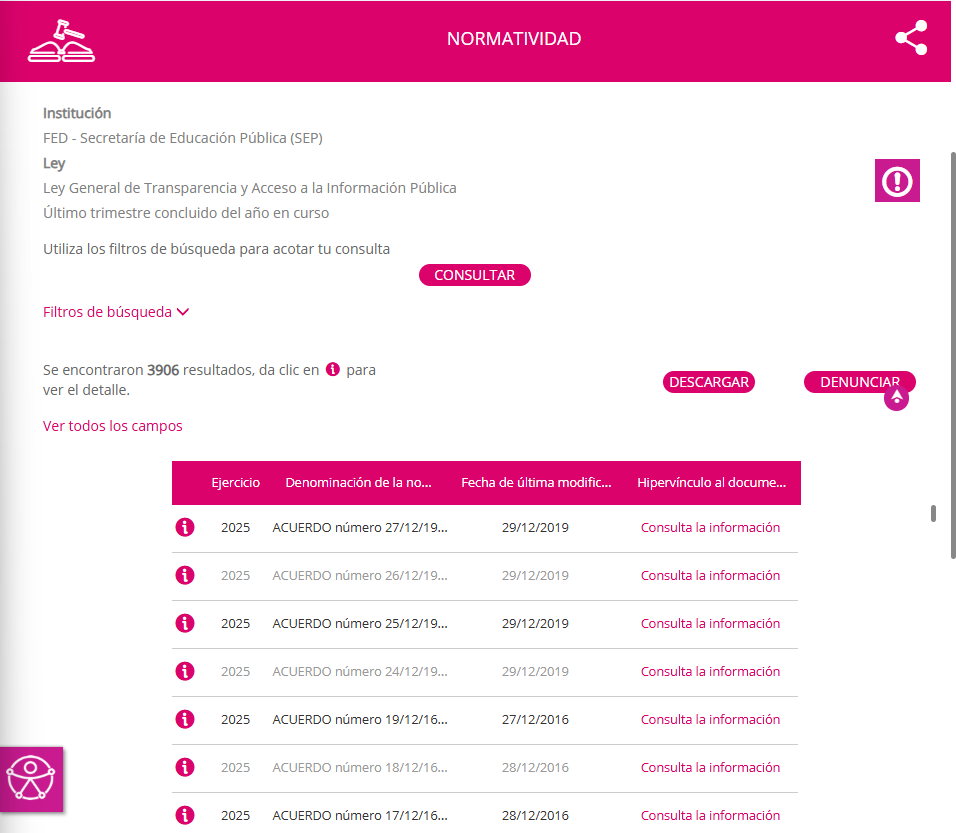 NORMATIVIDAD
Institución
FED - Secretaría de Educación Pública (SEP)
Ley
Ley General de Transparencia y Acceso a la Información Pública
Último trimestre concluido del año en curso
Utiliza los filtros de búsqueda para acotar tu consulta
CONSULTAR
Filtros de búsqueda
Se encontraron 3906 resultados, da clic en i para
ver el detalle.
DESCARGAR DENUNCIAR
Ver todos los campos
Ejercicio Denominación de la no... Fecha de última modific... Hipervínculo al docume...
2025 ACUERDO número 27/12/19... 29/12/2019 Consulta la información
2025 ACUERDO número 26/12/19... 29/12/2019 Consulta la información
2025 ACUERDO número 25/12/19... 29/12/2019 Consulta la información
2025 ACUERDO número 24/12/19... 29/12/2019 Consulta la información
2025 ACUERDO número 19/12/16... 27/12/2016 Consulta la información
2025 ACUERDO número 18/12/16... 28/12/2016 Consulta la información
2025 ACUERDO número 17/12/16... 28/12/2016 Consulta la información